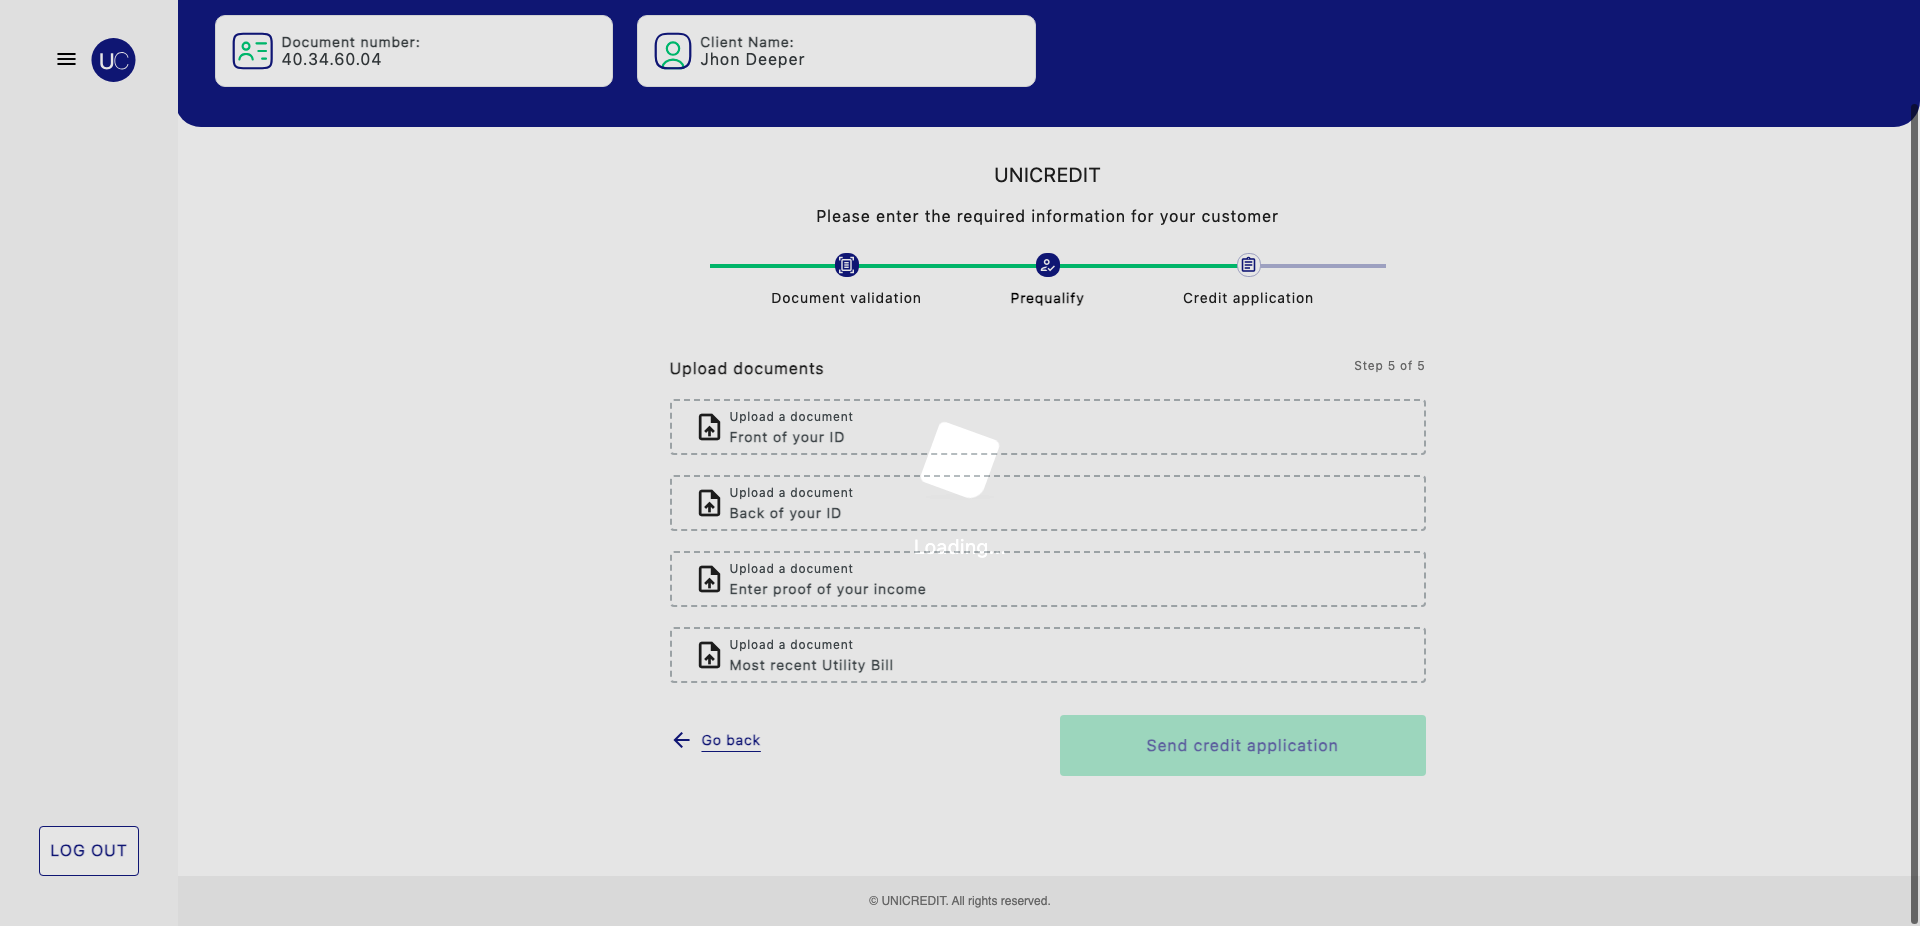 UC
Document number:
40.34.60.04
Client Name:
Jhon Deeper
UNICREDIT
Please enter the required information for your customer
Document validation
Prequalify
Credit application
Upload documents
Step 5 of 5
Upload a document
Front of your ID
Upload a document
Back of your ID
Loading...
Upload a document
Enter proof of your income
Upload a document
Most recent Utility Bill
Go back
Send credit application
LOG OUT
© UNICREDIT. All rights reserved.